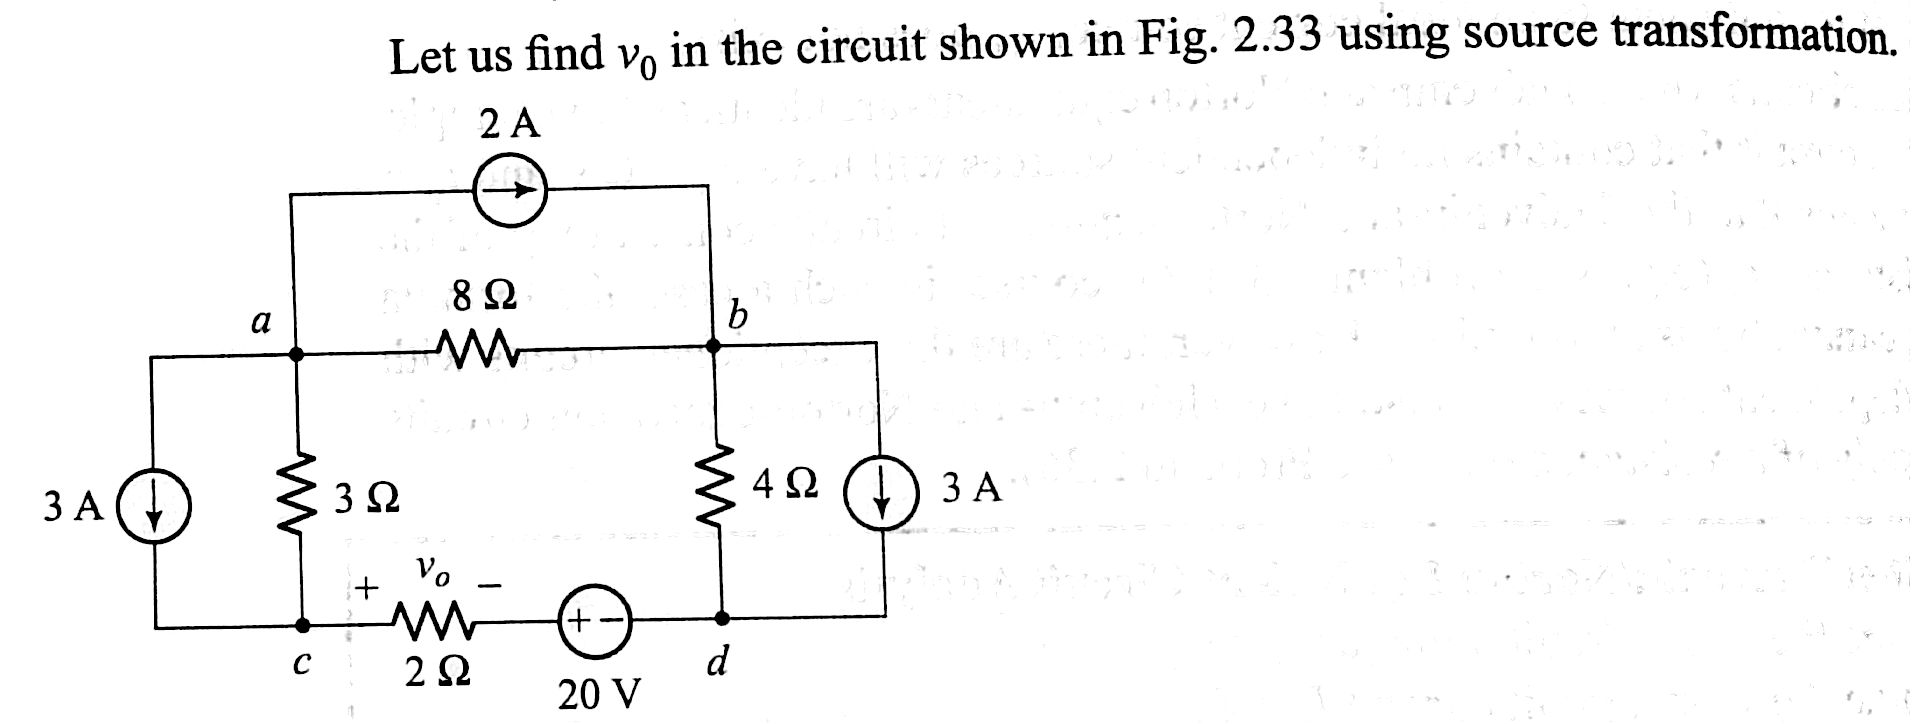 Let us find v₀ in the circuit shown in Fig. 2.33 using source transformation.
2 A
8 Ω
a
b
3 A
3 Ω
4 Ω
3 A
+ vo −
+ −
c
2 Ω
d
20 V